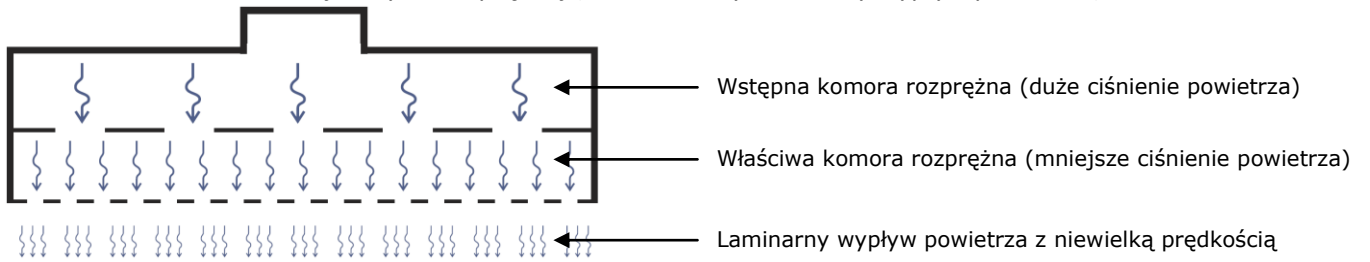 Wstępna komora rozprężna (duże ciśnienie powietrza)
Właściwa komora rozprężna (mniejsze ciśnienie powietrza)
Laminarny wypływ powietrza z niewielką prędkością